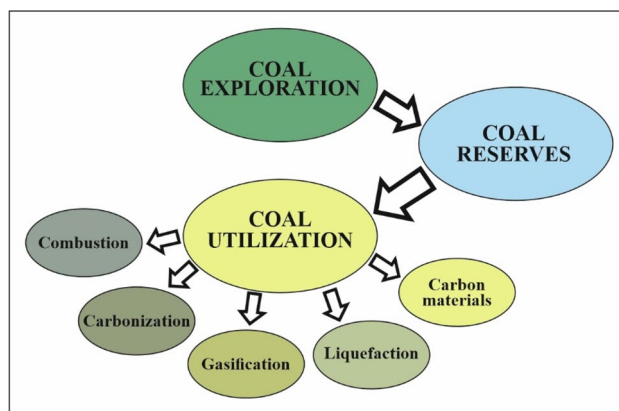 COAL
EXPLORATION
COAL
RESERVES
COAL
UTILIZATION
Combustion
Carbonization
Gasification
Liquefaction
Carbon
materials